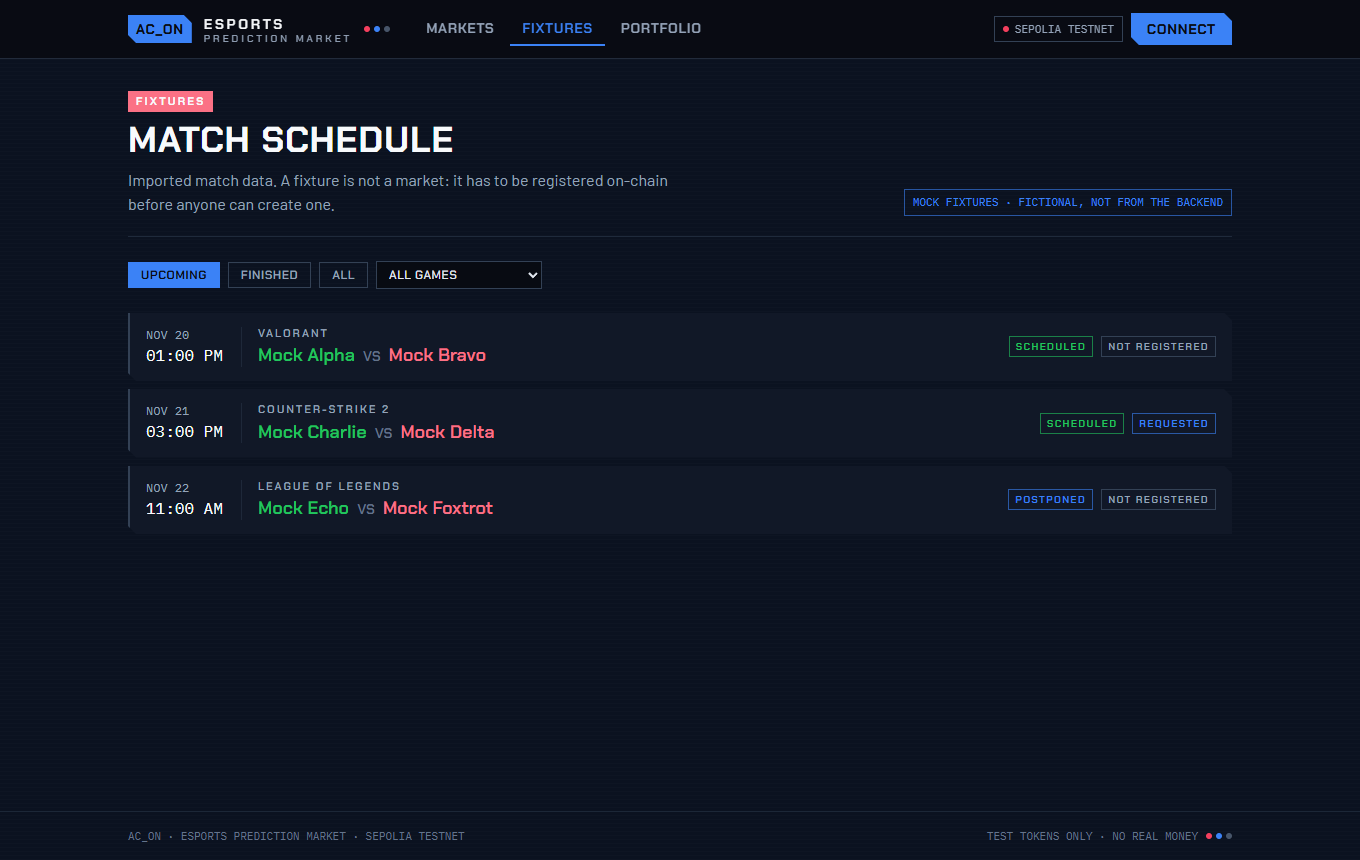 AC_ON
ESPORTS
PREDICTION MARKET
MARKETS
FIXTURES
PORTFOLIO
SEPOLIA TESTNET
CONNECT
FIXTURES
MATCH SCHEDULE
Imported match data. A fixture is not a market: it has to be registered on-chain
before anyone can create one.
MOCK FIXTURES · FICTIONAL, NOT FROM THE BACKEND
UPCOMING
FINISHED
ALL
ALL GAMES
NOV 20
01:00 PM
VALORANT
Mock Alpha VS Mock Bravo
SCHEDULED
NOT REGISTERED
NOV 21
03:00 PM
COUNTER-STRIKE 2
Mock Charlie VS Mock Delta
SCHEDULED
REQUESTED
NOV 22
11:00 AM
LEAGUE OF LEGENDS
Mock Echo VS Mock Foxtrot
POSTPONED
NOT REGISTERED
AC_ON · ESPORTS PREDICTION MARKET · SEPOLIA TESTNET
TEST TOKENS ONLY · NO REAL MONEY